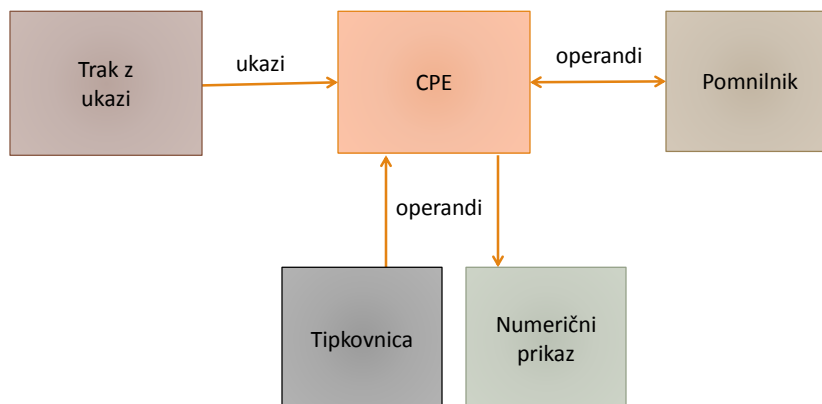 Trak z
ukazi
ukazi
CPE
operandi
Pomnilnik
operandi
Tipkovnica
Numerični
prikaz